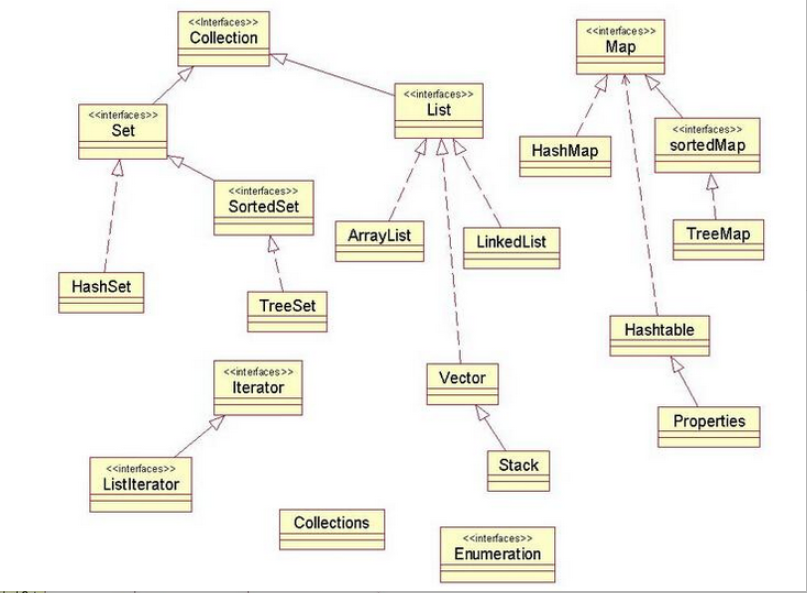 <<Interfaces>>
Collection
<<interfaces>>
Map
<<interfaces>>
List
<<interfaces>>
Set
<<interfaces>>
sortedMap
HashMap
<<interfaces>>
SortedSet
ArrayList
LinkedList
TreeMap
HashSet
TreeSet
Hashtable
<<interfaces>>
Iterator
Vector
Properties
<<interfaces>>
ListIterator
Stack
Collections
<<interfaces>>
Enumeration